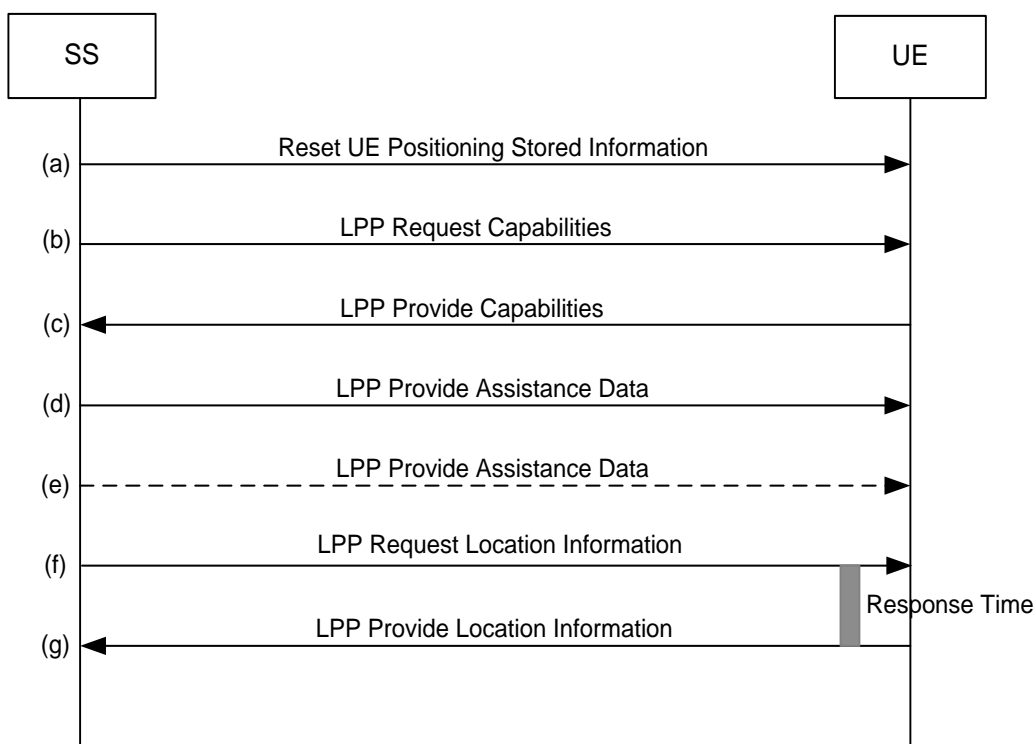 SS
UE
(a) Reset UE Positioning Stored Information
(b) LPP Request Capabilities
(c) LPP Provide Capabilities
(d) LPP Provide Assistance Data
(e) LPP Provide Assistance Data
(f) LPP Request Location Information
Response Time
(g) LPP Provide Location Information